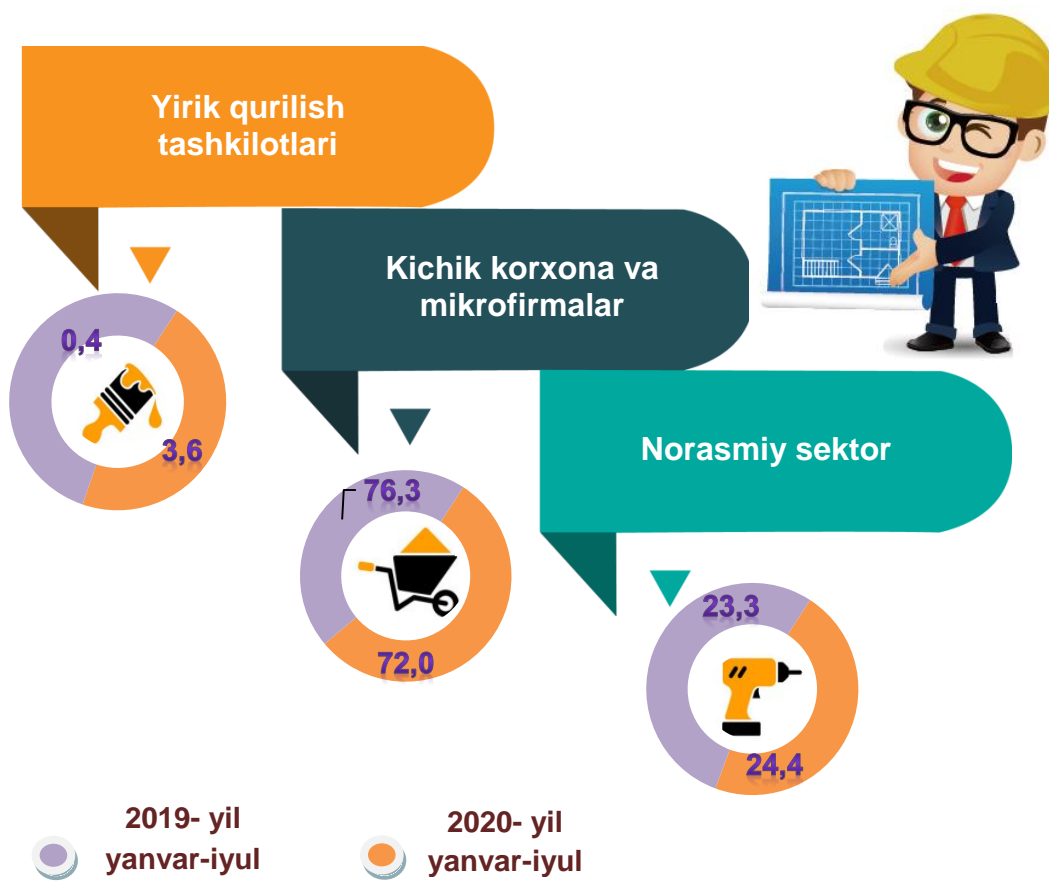 Yirik qurilish
tashkilotlari
Kichik korxona va
mikrofirmalar
Norasmiy sektor
0,4
3,6
76,3
72,0
23,3
24,4
2019- yil
yanvar-iyul
2020- yil
yanvar-iyul